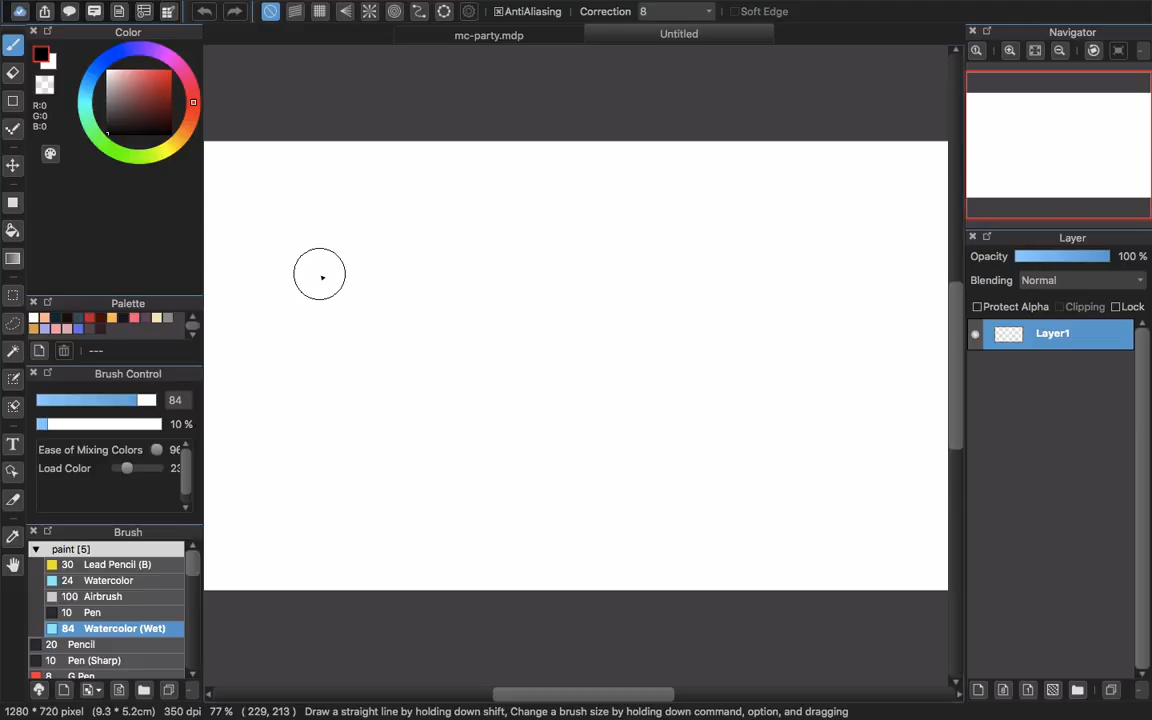 AntiAliasing Correction 8 Soft Edge
Color
mc-party.mdp
Untitled
Navigator
R:0
G:0
B:0
Palette
---
Brush Control
84
10 %
Ease of Mixing Colors 96
Load Color 23
Brush
paint [5]
30 Lead Pencil (B)
24 Watercolor
100 Airbrush
10 Pen
84 Watercolor (Wet)
20 Pencil
10 Pen (Sharp)
8 G Pen
T
Layer
Opacity 100 %
Blending Normal
Protect Alpha Clipping Lock
Layer1
1280 * 720 pixel (9.3 * 5.2cm) 350 dpi 77 % ( 229, 213 ) Draw a straight line by holding down shift, Change a brush size by holding down command, option, and dragging